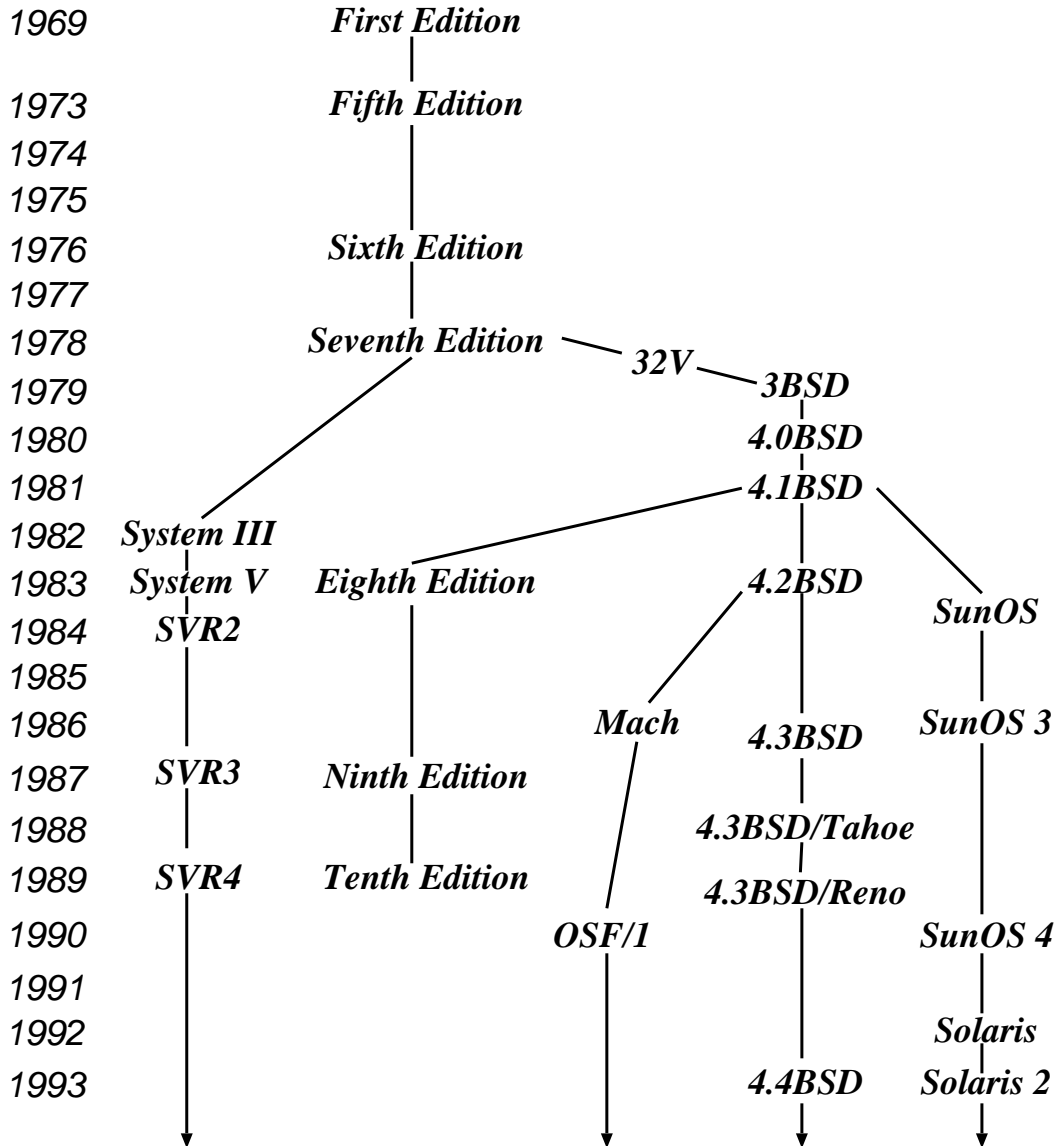 1969 First Edition
1973 Fifth Edition
1974
1975
1976 Sixth Edition
1977
1978 Seventh Edition
32V
1979 3BSD
1980 4.0BSD
1981 4.1BSD
1982 System III
1983 System V Eighth Edition 4.2BSD
SunOS
1984 SVR2
1985
1986 Mach 4.3BSD SunOS 3
1987 SVR3 Ninth Edition
1988 4.3BSD/Tahoe
1989 SVR4 Tenth Edition 4.3BSD/Reno
1990 OSF/1 SunOS 4
1991
1992 Solaris
1993 4.4BSD Solaris 2